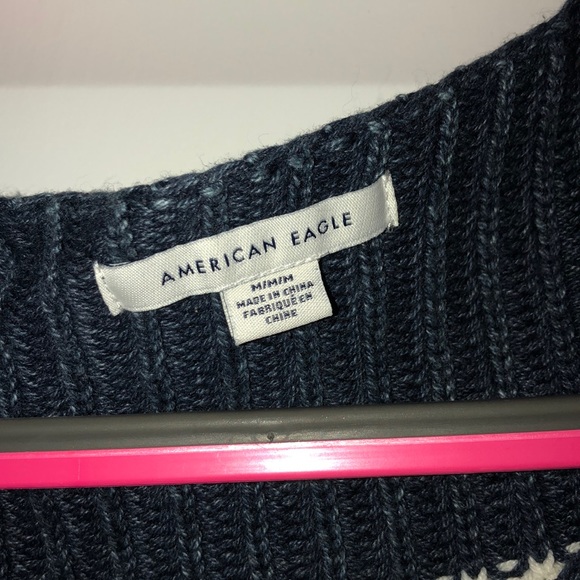 AMERICAN EAGLE
M/M/M
MADE IN CHINA
FABRIQUÉ EN
CHINE